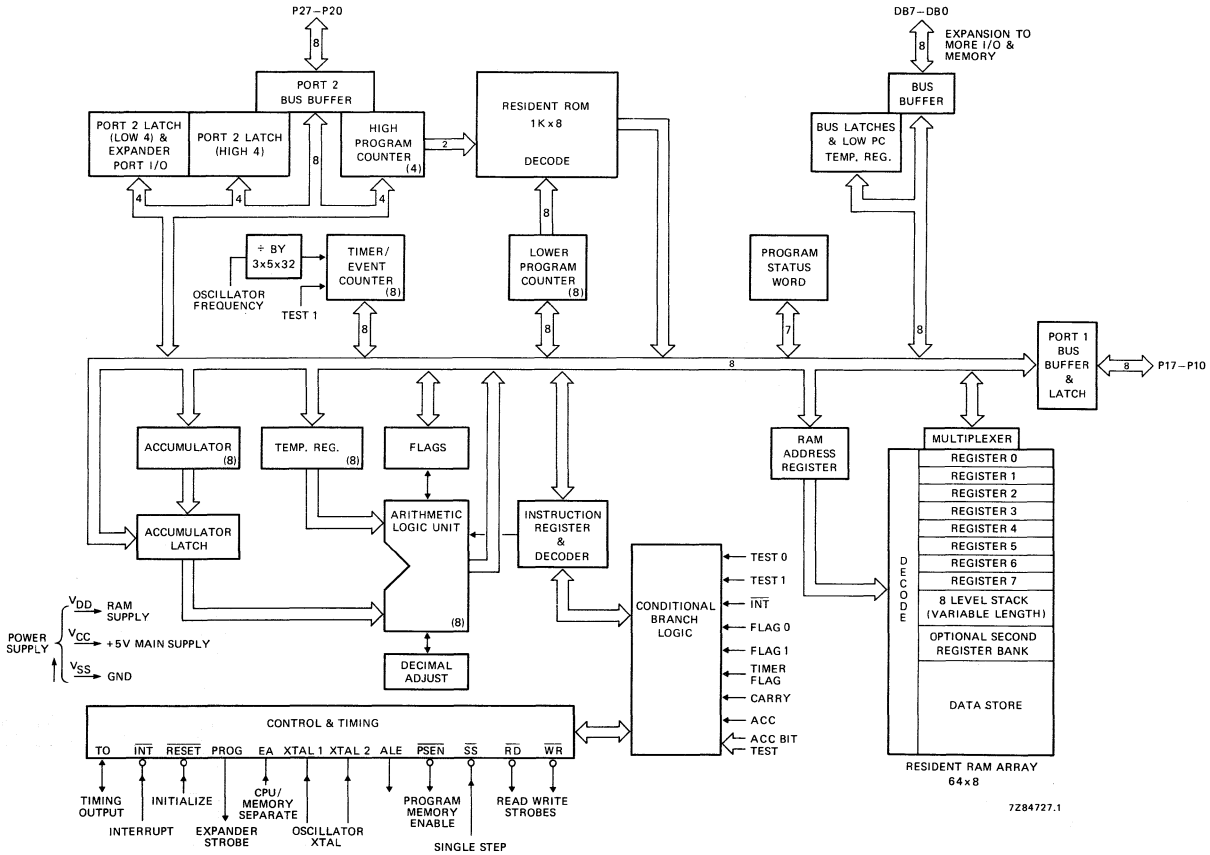 P27–P20
8
PORT 2
BUS BUFFER
PORT 2 LATCH
(LOW 4) &
EXPANDER
PORT I/O
PORT 2 LATCH
(HIGH 4)
8
HIGH
PROGRAM
COUNTER
(4)
2
4
4
4
RESIDENT ROM
1K x 8
DECODE
8
DB7–DB0
8
EXPANSION TO
MORE I/O &
MEMORY
BUS
BUFFER
BUS LATCHES
& LOW PC
TEMP. REG.
÷ BY
3x5x32
OSCILLATOR
FREQUENCY
TEST 1
TIMER/
EVENT
COUNTER
(8)
8
LOWER
PROGRAM
COUNTER
(8)
8
PROGRAM
STATUS
WORD
7
8
8
PORT 1
BUS
BUFFER
&
LATCH
8
P17–P10
ACCUMULATOR
(8)
TEMP. REG.
(8)
FLAGS
RAM
ADDRESS
REGISTER
ACCUMULATOR
LATCH
ARITHMETIC
LOGIC UNIT
(8)
INSTRUCTION
REGISTER
&
DECODER
DECIMAL
ADJUST
CONDITIONAL
BRANCH
LOGIC
TEST 0
TEST 1
INT
FLAG 0
FLAG 1
TIMER
FLAG
CARRY
ACC
ACC BIT
TEST
MULTIPLEXER
DECODE
REGISTER 0
REGISTER 1
REGISTER 2
REGISTER 3
REGISTER 4
REGISTER 5
REGISTER 6
REGISTER 7
8 LEVEL STACK
(VARIABLE LENGTH)
OPTIONAL SECOND
REGISTER BANK
DATA STORE
RESIDENT RAM ARRAY
64x8
POWER
SUPPLY
VDD
RAM
SUPPLY
VCC
+5V MAIN SUPPLY
VSS
GND
CONTROL & TIMING
TO INT RESET PROG EA XTAL 1 XTAL 2 ALE PSEN SS RD WR
TIMING
OUTPUT
INTERRUPT
INITIALIZE
EXPANDER
STROBE
CPU/
MEMORY
SEPARATE
OSCILLATOR
XTAL
PROGRAM
MEMORY
ENABLE
SINGLE STEP
READ WRITE
STROBES
7Z84727.1